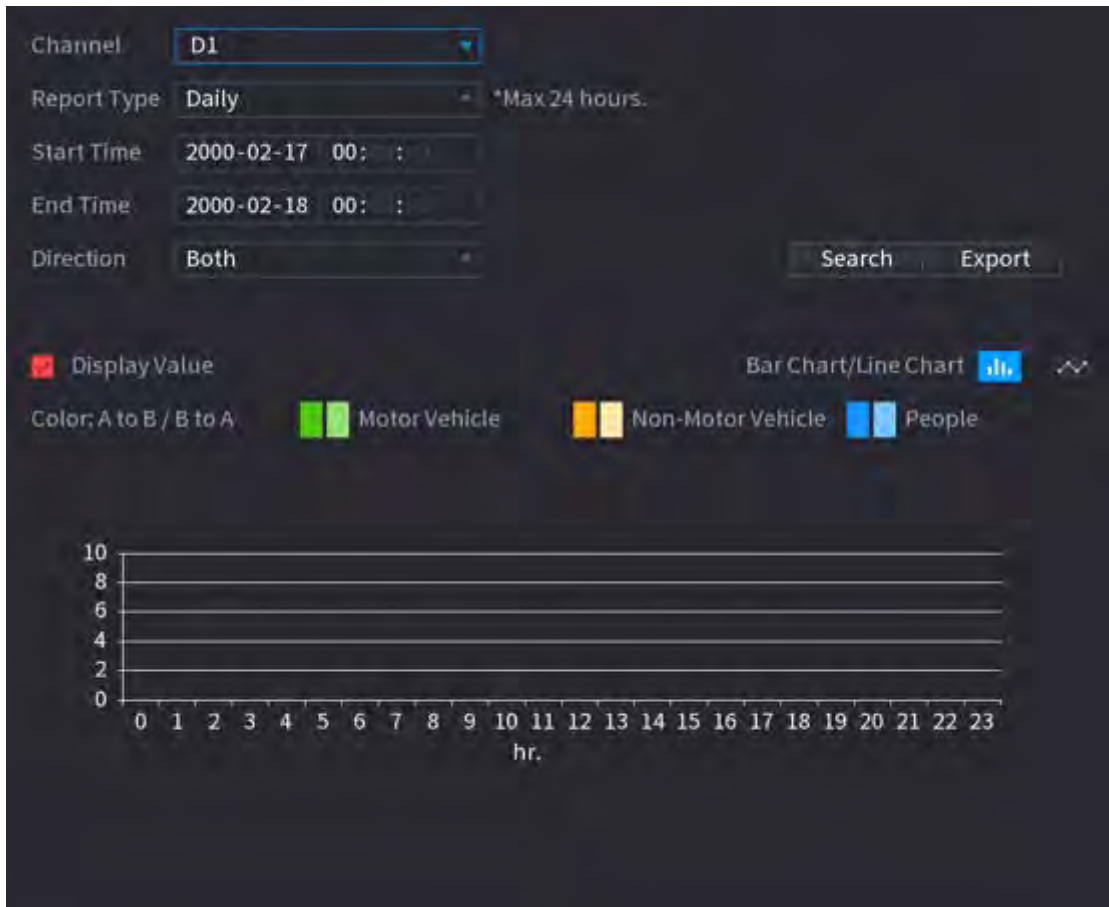 Channel D1
Report Type Daily *Max 24 hours.
Start Time 2000-02-17 00: :
End Time 2000-02-18 00: :
Direction Both Search Export
Display Value Bar Chart/Line Chart
Color: A to B / B to A Motor Vehicle Non-Motor Vehicle People
10
8
6
4
2
0
0 1 2 3 4 5 6 7 8 9 10 11 12 13 14 15 16 17 18 19 20 21 22 23
hr.